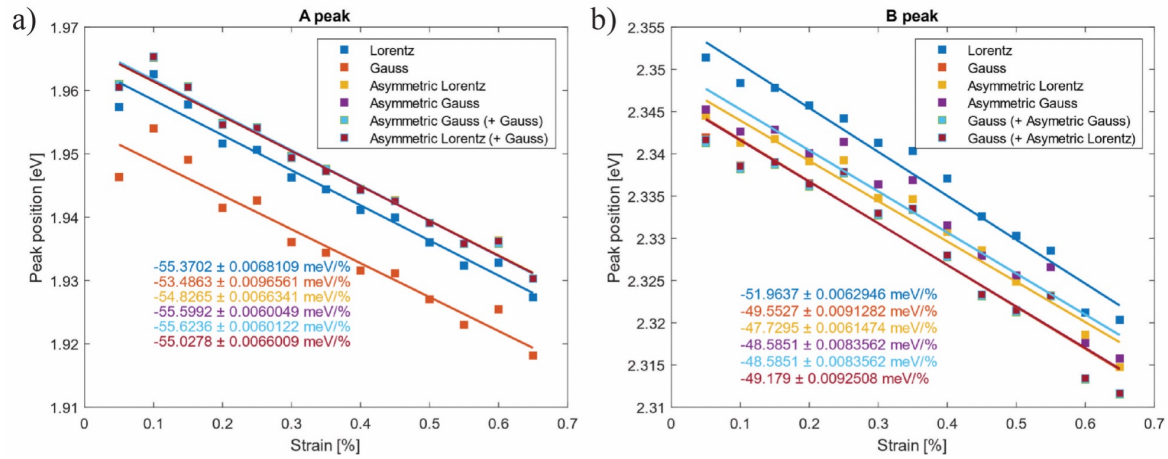 a)
A peak
Peak position [eV]
1.97
1.97
1.96
1.95
1.94
1.93
1.92
1.91
Lorentz
Gauss
Asymmetric Lorentz
Asymmetric Gauss
Asymmetric Gauss (+ Gauss)
Asymmetric Lorentz (+ Gauss)
-55.3702 ± 0.0068109 meV/%
-53.4863 ± 0.0096561 meV/%
-54.8265 ± 0.0066341 meV/%
-55.5992 ± 0.0060049 meV/%
-55.6236 ± 0.0060122 meV/%
-55.0278 ± 0.0066009 meV/%
0 0.1 0.2 0.3 0.4 0.5 0.6 0.7
Strain [%]
b)
B peak
Peak position [eV]
2.355
2.35
2.345
2.34
2.335
2.33
2.325
2.32
2.315
2.31
Lorentz
Gauss
Asymmetric Lorentz
Asymmetric Gauss
Gauss (+ Asymetric Gauss)
Gauss (+ Asymetric Lorentz)
-51.9637 ± 0.0062946 meV/%
-49.5527 ± 0.0091282 meV/%
-47.7295 ± 0.0061474 meV/%
-48.5851 ± 0.0083562 meV/%
-48.5851 ± 0.0083562 meV/%
-49.179 ± 0.0092508 meV/%
0 0.1 0.2 0.3 0.4 0.5 0.6 0.7
Strain [%]